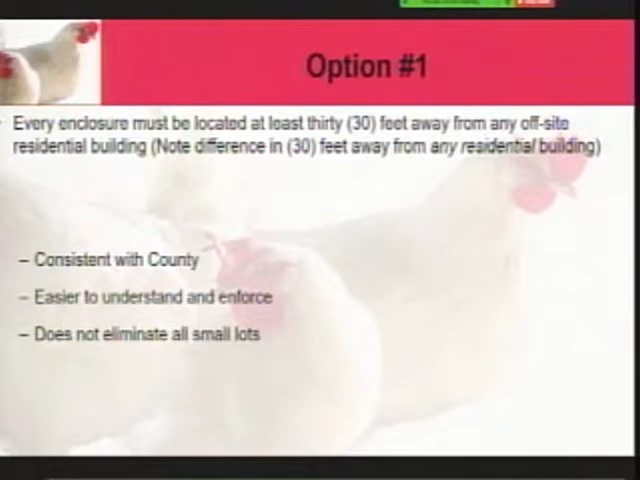 Option #1
Every enclosure must be located at least thirty (30) feet away from any off-site
residential building (Note difference in (30) feet away from any residential building)
– Consistent with County
– Easier to understand and enforce
– Does not eliminate all small lots